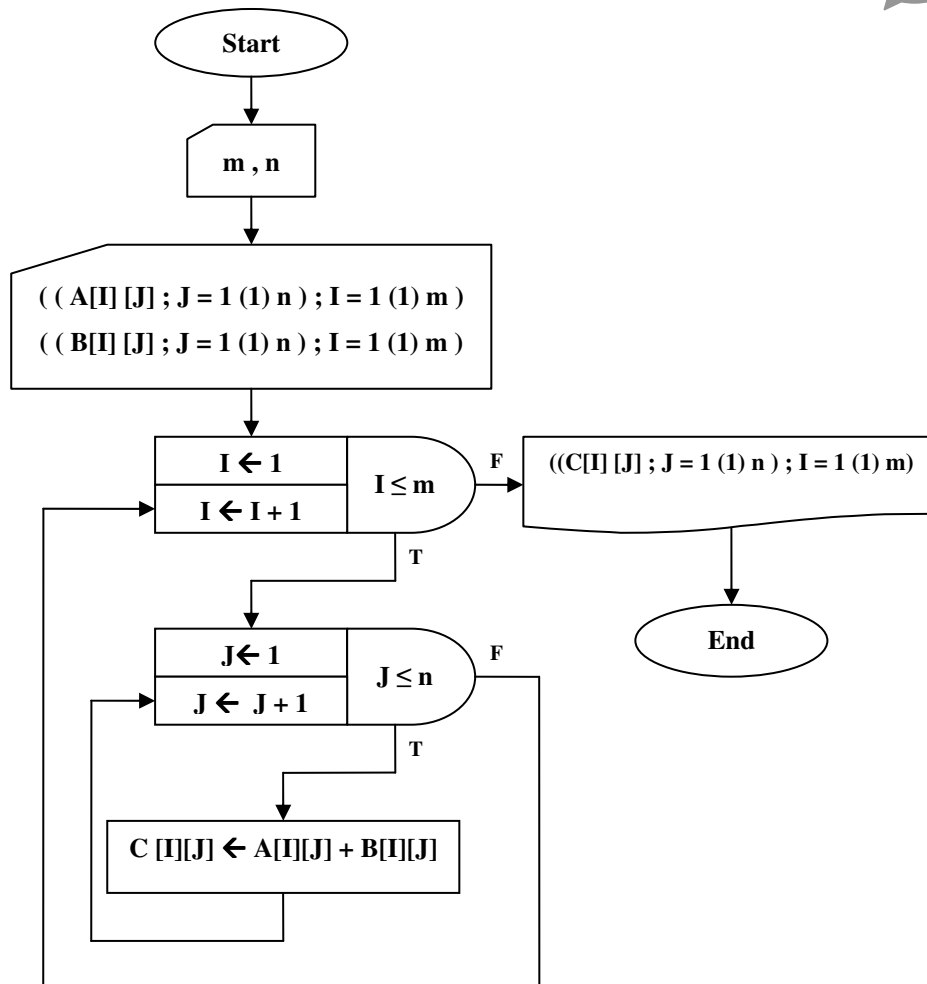 Start
m , n
( ( A[I] [J] ; J = 1 (1) n ) ; I = 1 (1) m )
( ( B[I] [J] ; J = 1 (1) n ) ; I = 1 (1) m )
I ← 1
I ← I + 1
I ≤ m
F
T
((C[I] [J] ; J = 1 (1) n ) ; I = 1 (1) m)
End
J← 1
J ← J + 1
J ≤ n
F
T
C [I][J] ← A[I][J] + B[I][J]